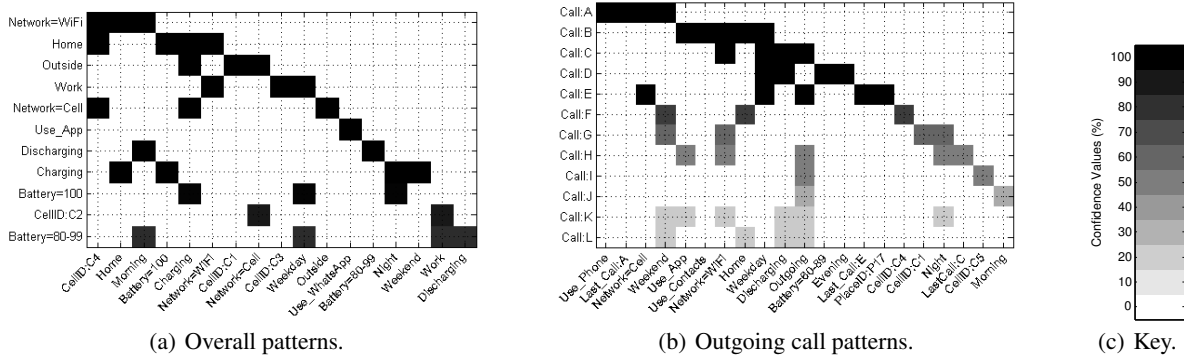 Network=WiFi
Home
Outside
Work
Network=Cell
Use_App
Discharging
Charging
Battery=100
CellID:C2
Battery=80-99
CellID:C4
Home
Morning
Battery=100
Charging
Network=WIFI
CellID:C1
Network=Cell
CellID:C3
Weekday
Outside
Use_WhatsApp
Battery=80-99
Night
Weekend
Work
Discharging
(a) Overall patterns.
Call:A
Call:B
Call:C
Call:D
Call:E
Call:F
Call:G
Call:H
Call:I
Call:J
Call:K
Call:L
Use_Phone
Last_Call:A
Network=Cell
Weekend
Use_App
Use_Contacts
Network=WIFI
Home
Weekday
Discharging
Outgoing
Battery=60-89
Evening
Last_Call:E
PlaceID:P17
CellID:C4
CellID:C1
Night
LastCall:C
CellID:C5
Morning
(b) Outgoing call patterns.
Confidence Values (%)
100
90
80
70
60
50
40
30
20
10
0
(c) Key.